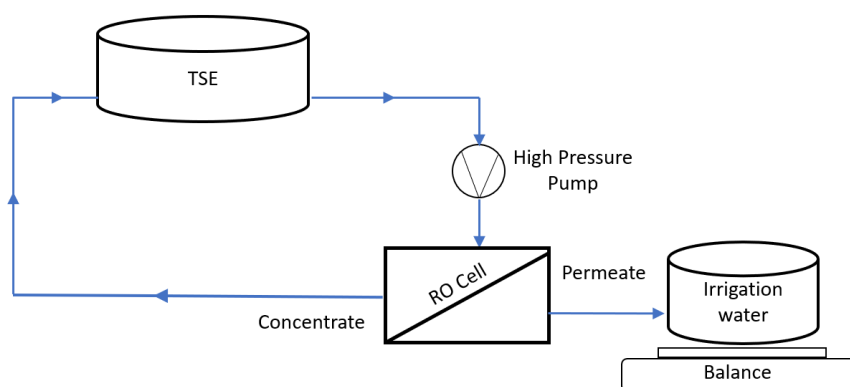 TSE
High Pressure
Pump
RO Cell
Permeate
Irrigation
water
Concentrate
Balance